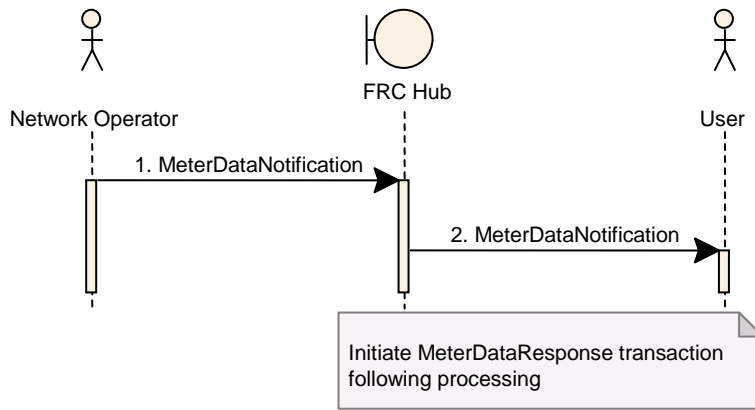 FRC Hub
Network Operator
User
1. MeterDataNotification
2. MeterDataNotification
Initiate MeterDataResponse transaction
following processing